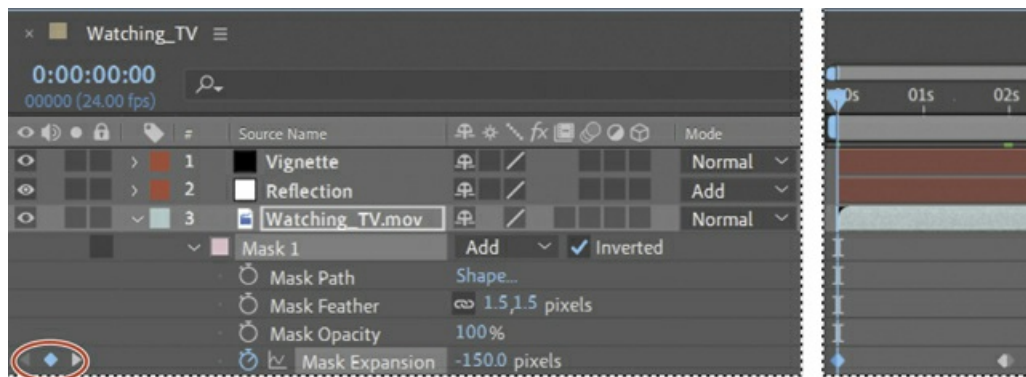 × Watching_TV ≡
0:00:00:00
00000 (24.00 fps)
0s 01s 02s
# Source Name fx Mode
1 Vignette Normal
2 Reflection Add
3 Watching_TV.mov Normal
Mask 1 Add ✓ Inverted
Mask Path Shape...
Mask Feather 1.5,1.5 pixels
Mask Opacity 100%
Mask Expansion -150.0 pixels